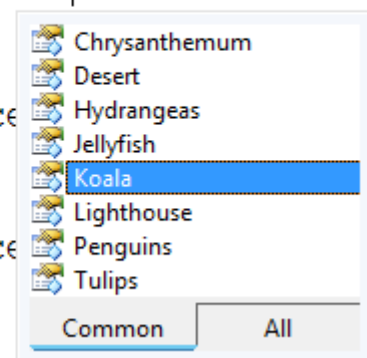 Chrysanthemum
Desert
Hydrangeas
Jellyfish
Koala
Lighthouse
Penguins
Tulips
Common All